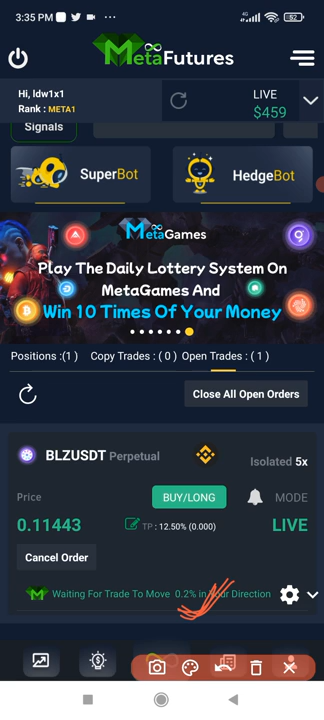 3:35 PM
4G
52
MetaFutures
Hi, ldw1x1
Rank : META1
LIVE
$459
Signals
SuperBot
HedgeBot
MetaGames
Play The Daily Lottery System On
MetaGames And
Win 10 Times Of Your Money
Positions :(1) Copy Trades : ( 0 ) Open Trades : ( 1 )
Close All Open Orders
BLZUSDT Perpetual
Isolated 5x
Price
BUY/LONG
MODE
0.11443
TP : 12.50% (0.000)
LIVE
Cancel Order
Waiting For Trade To Move 0.2% in Your Direction